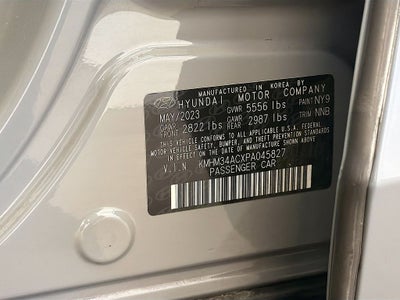 MANUFACTURED IN KOREA BY
HYUNDAI MOTOR COMPANY
MAY/2023 GVWR 5556 lbs PAINT NY9
GAWR FRONT 2822 lbs GAWR REAR 2987 lbs TRIM NNB
THIS VEHICLE CONFORMS TO ALL APPLICABLE U.S.A. FEDERAL
MOTOR VEHICLE SAFETY, BUMPER, AND THEFT PREVENTION STANDARDS
IN EFFECT ON THE DATE OF MANUFACTURE SHOWN ABOVE
V.I.N KMHM34ACXPA045827
PASSENGER CAR